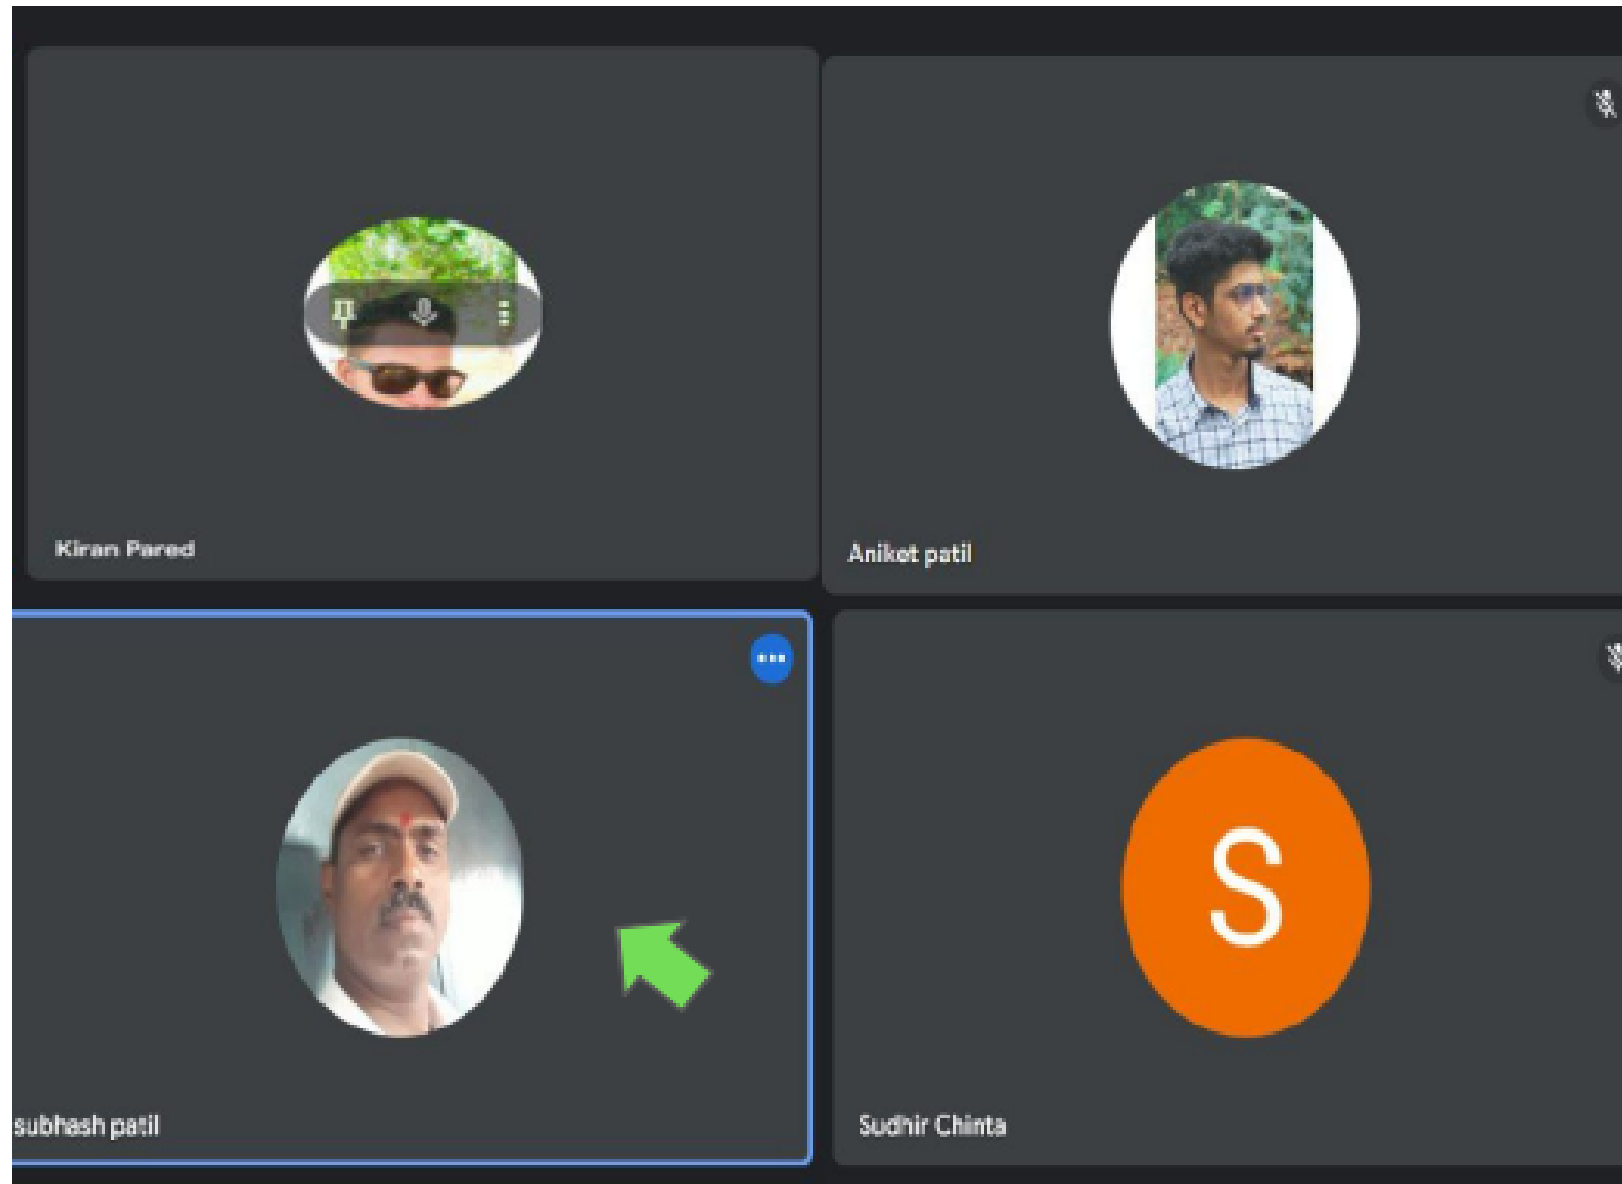 Kiran Pared
Aniket patil
S
subhash patil
Sudhir Chinta